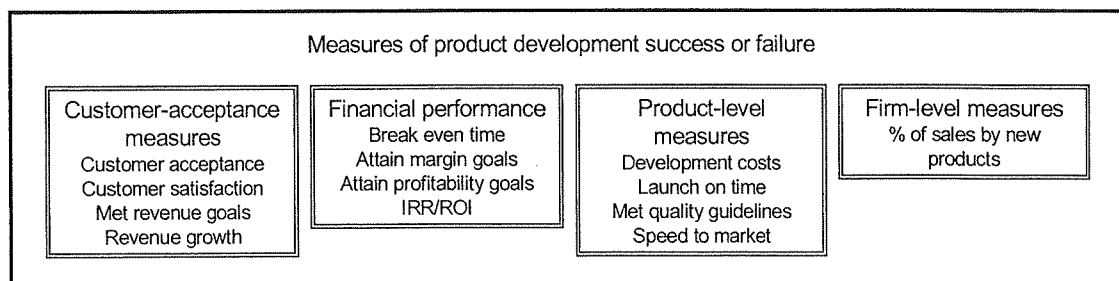 Measures of product development success or failure
Customer-acceptance
measures
Customer acceptance
Customer satisfaction
Met revenue goals
Revenue growth
Financial performance
Break even time
Attain margin goals
Attain profitability goals
IRR/ROI
Product-level
measures
Development costs
Launch on time
Met quality guidelines
Speed to market
Firm-level measures
% of sales by new
products